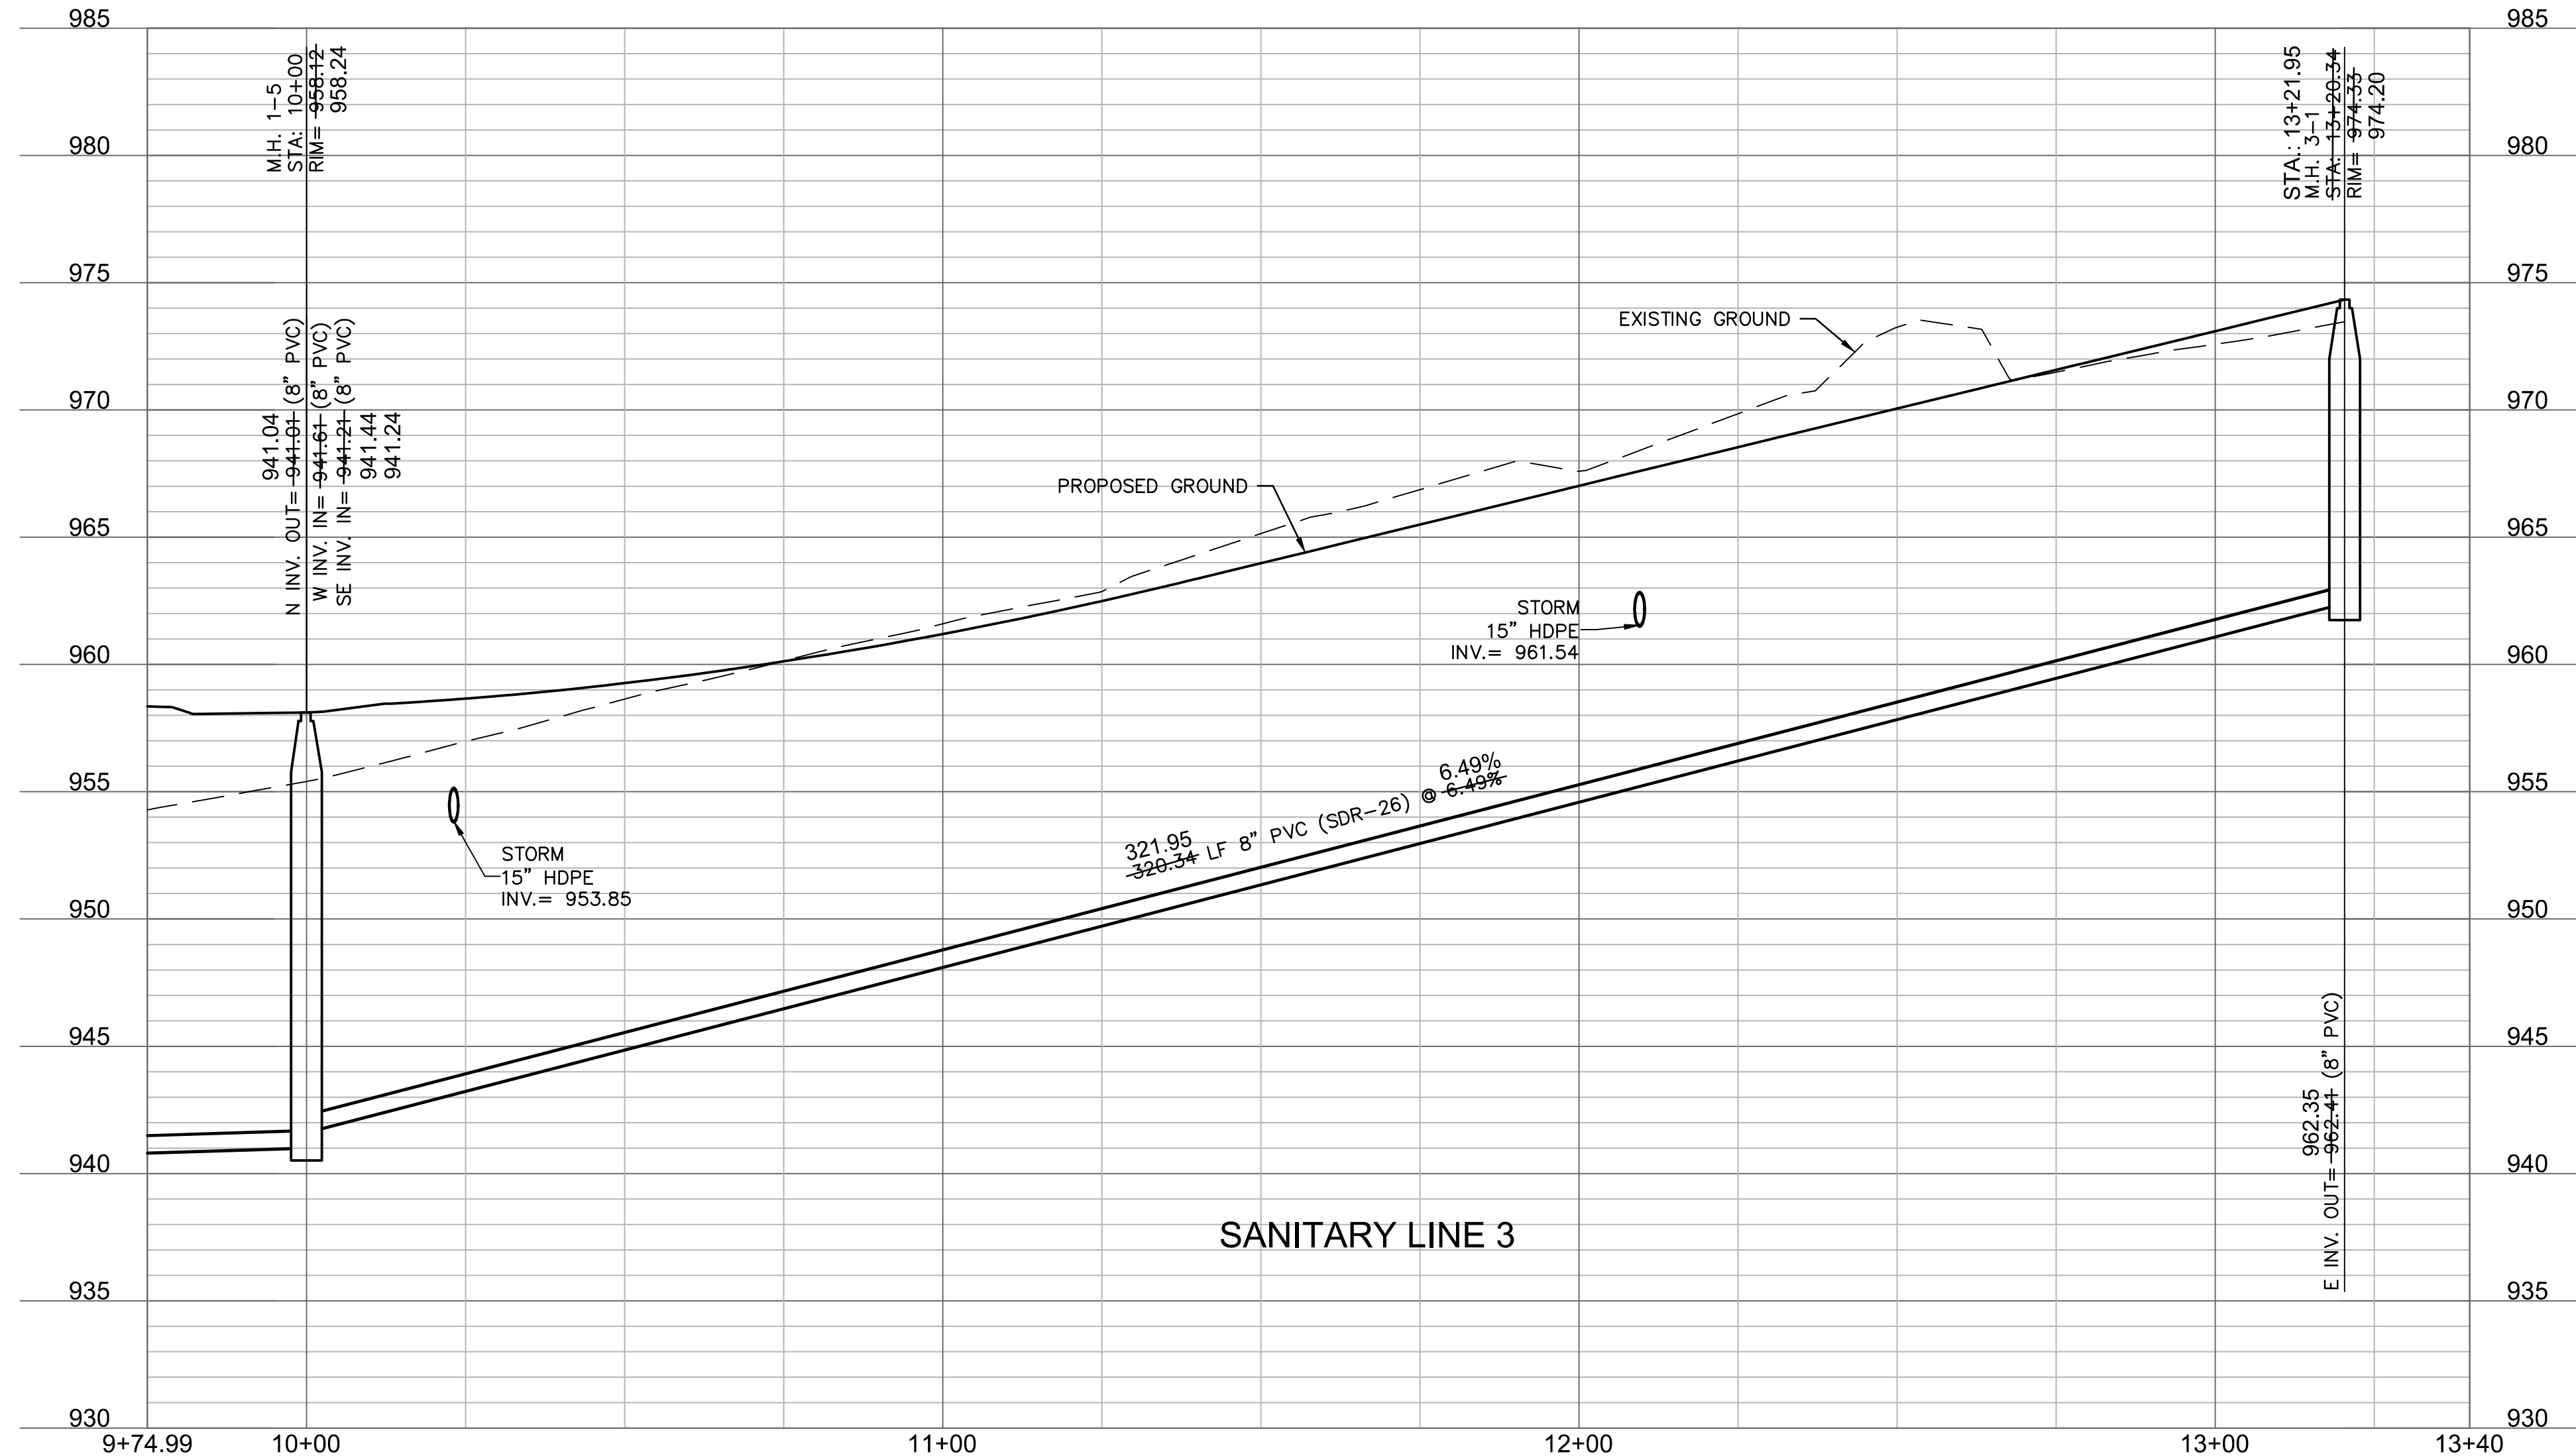 985
985
980
980
975
975
970
970
965
965
960
960
955
955
950
950
945
945
940
940
935
935
930
930
9+74.99
10+00
11+00
12+00
13+00
13+40
M.H. 1-5
STA: 10+00
RIM= 958.12
958.24
941.04
N INV. OUT= 941.01 (8" PVC)
W INV. IN= 941.61 (8" PVC)
SE INV. IN= 941.21 (8" PVC)
941.44
941.24
STA.: 13+21.95
M.H. 3-1
STA: 13+20.34
RIM= 974.33
974.20
EXISTING GROUND
PROPOSED GROUND
STORM
15" HDPE
INV.= 961.54
6.49%
321.95
320.34 LF 8" PVC (SDR-26) @ 6.49%
STORM
15" HDPE
INV.= 953.85
962.35
E INV. OUT= 962.41 (8" PVC)
SANITARY LINE 3